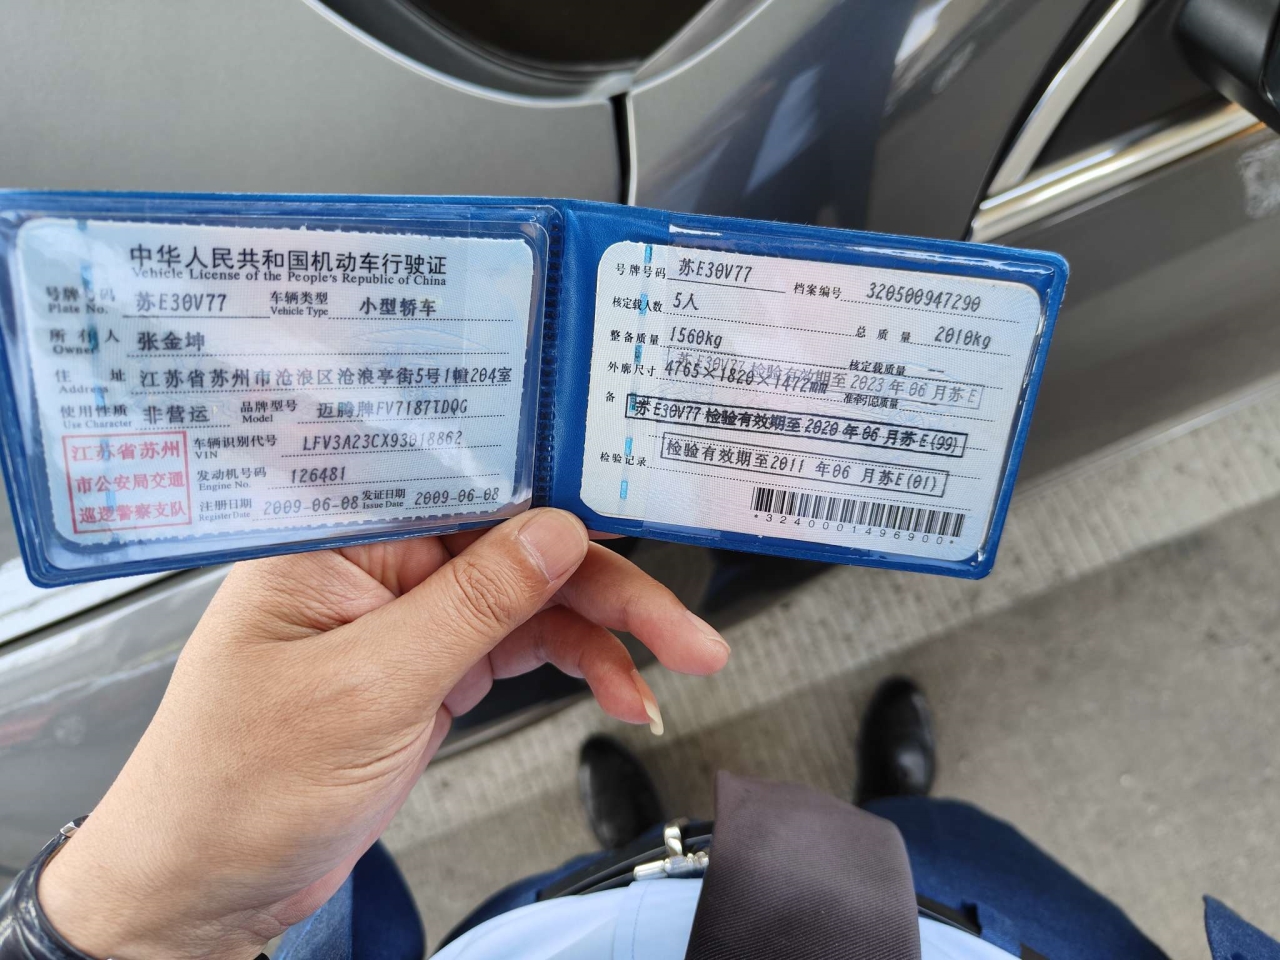 中华人民共和国机动车行驶证
Vehicle License of the People's Republic of China
号牌号码 苏E30V77 车辆类型 小型轿车
Plate No. Vehicle Type
所有人 张金坤
Owner
住址 江苏省苏州市沧浪区沧浪亭街5号1幢204室
Address
使用性质 非营运 品牌型号 迈腾牌FV7187TDQG
Use Character Model
江苏省苏州
市公安局交通
巡逻警察支队
车辆识别代号 LFV3A23CX93018862
VIN
发动机号码 126481
Engine No.
注册日期 2009-06-08 发证日期 2009-06-08
Register Date Issue Date
号牌号码 苏E30V77 档案编号 320500947290
核定载人数 5人 总质量 2010kg
整备质量 1560kg 核定载质量 --
苏E30V77 检验有效期至 2023 年 06 月苏E
外廓尺寸 4765×1820×1472mm 准牵引总质量
备
苏E30V77 检验有效期至 2020 年 06 月苏E(99)
检验记录 检验有效期至2011 年06 月苏E(01)
*3240001496900*